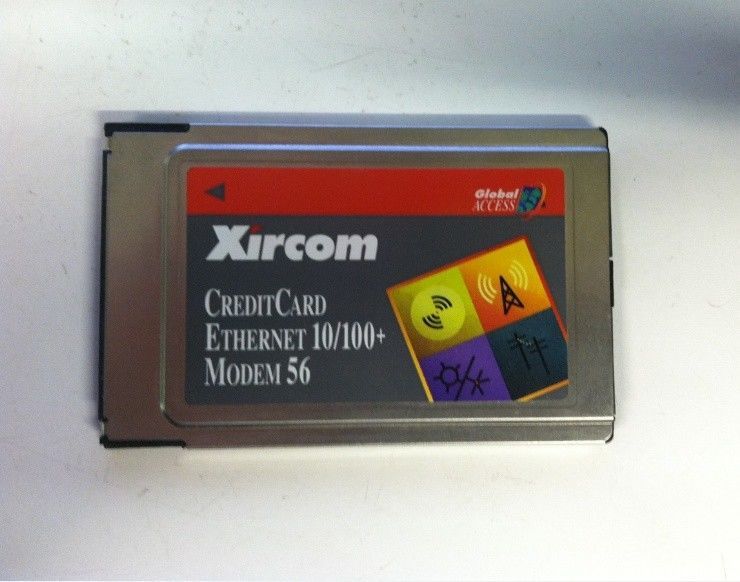 Global
ACCESS
Xircom
CREDITCARD
ETHERNET 10/100+
MODEM 56